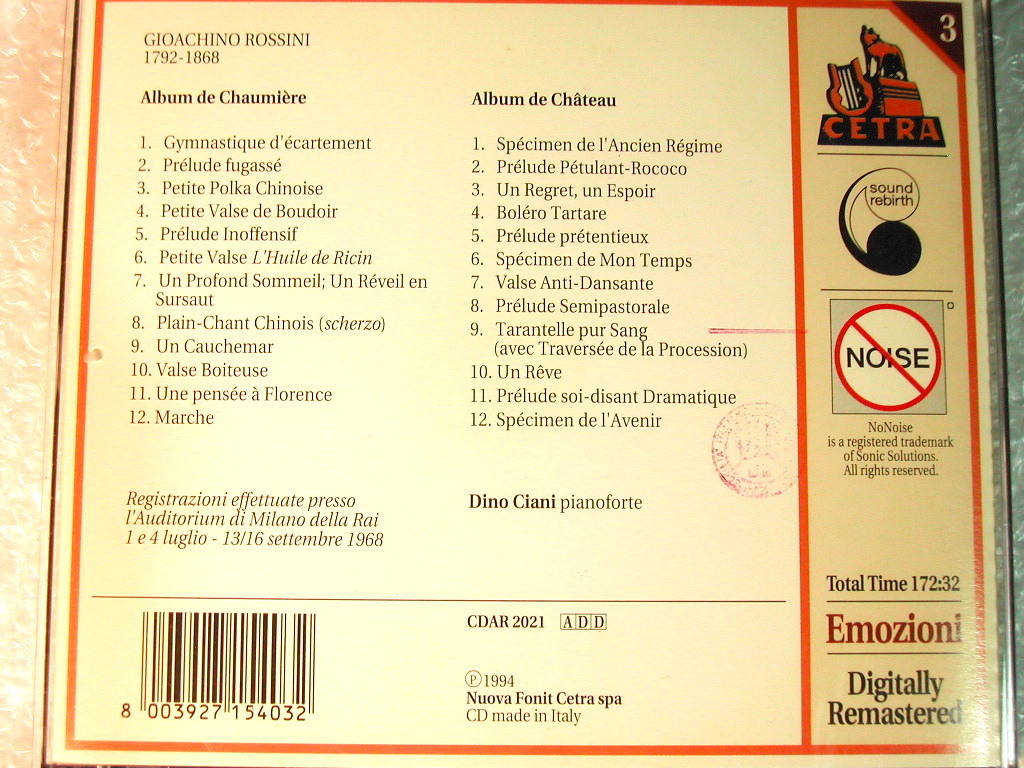 GIOACHINO ROSSINI
1792-1868
Album de Chaumière
1. Gymnastique d'écartement
2. Prélude fugassé
3. Petite Polka Chinoise
4. Petite Valse de Boudoir
5. Prélude Inoffensif
6. Petite Valse L'Huile de Ricin
7. Un Profond Sommeil; Un Réveil en
Sursaut
8. Plain-Chant Chinois (scherzo)
9. Un Cauchemar
10. Valse Boiteuse
11. Une pensée à Florence
12. Marche
Album de Château
1. Spécimen de l'Ancien Régime
2. Prélude Pétulant-Rococo
3. Un Regret, un Espoir
4. Boléro Tartare
5. Prélude prétentieux
6. Spécimen de Mon Temps
7. Valse Anti-Dansante
8. Prélude Semipastorale
9. Tarantelle pur Sang
(avec Traversée de la Procession)
10. Un Rêve
11. Prélude soi-disant Dramatique
12. Spécimen de l'Avenir
Registrazioni effettuate presso
l'Auditorium di Milano della Rai
1 e 4 luglio - 13/16 settembre 1968
Dino Ciani pianoforte
8 003927 154032
CDAR 2021 ADD
℗ 1994
Nuova Fonit Cetra spa
CD made in Italy
3
CETRA
sound
rebirth
NOISE
NoNoise
is a registered trademark
of Sonic Solutions.
All rights reserved.
Total Time 172:32
Emozioni
Digitally
Remastered